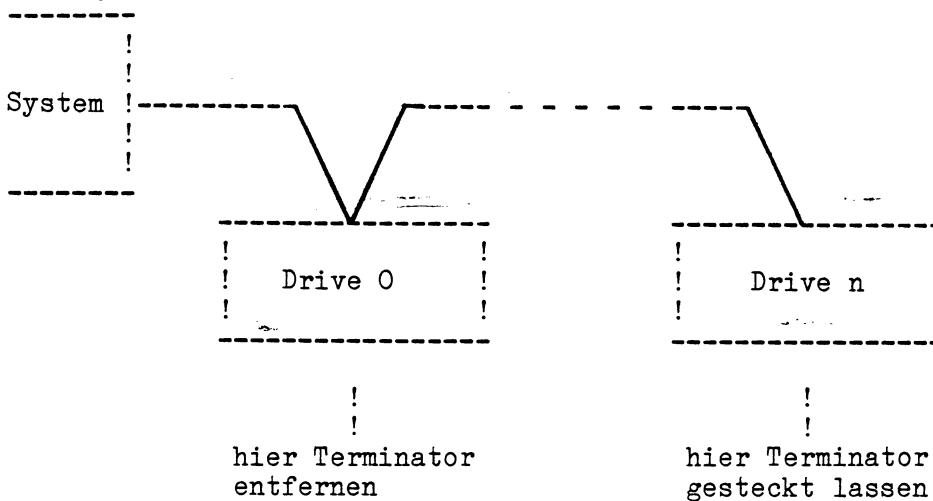 System
Drive 0
Drive n
hier Terminator
entfernen
hier Terminator
gesteckt lassen